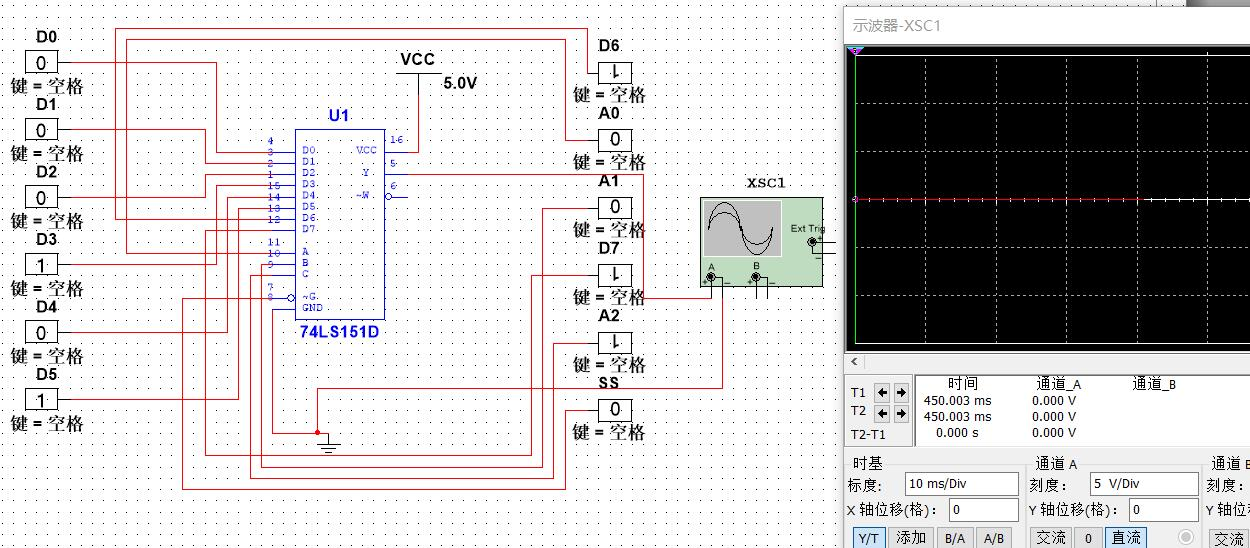 D0
0
键 = 空格
D1
0
键 = 空格
D2
0
键 = 空格
D3
1
键 = 空格
D4
0
键 = 空格
D5
1
键 = 空格
VCC
5.0V
U1
4
3
2
1
15
14
13
12
11
10
9
7
8
D0
D1
D2
D3
D4
D5
D6
D7
A
B
C
~G
GND
VCC
Y
~W
16
5
6
74LS151D
D6
1
键 = 空格
A0
0
键 = 空格
A1
0
键 = 空格
D7
1
键 = 空格
A2
1
键 = 空格
SS
0
键 = 空格
XSC1
Ext Trig
+
-
A
B
+ -
+ -
示波器-XSC1
时间 通道_A 通道_B
T1 450.003 ms 0.000 V
T2 450.003 ms 0.000 V
T2-T1 0.000 s 0.000 V
时基
标度: 10 ms/Div
X 轴位移(格): 0
Y/T 添加 B/A A/B
通道 A
刻度: 5 V/Div
Y 轴位移(格): 0
交流 0 直流
通道
刻度:
Y 轴位
交流